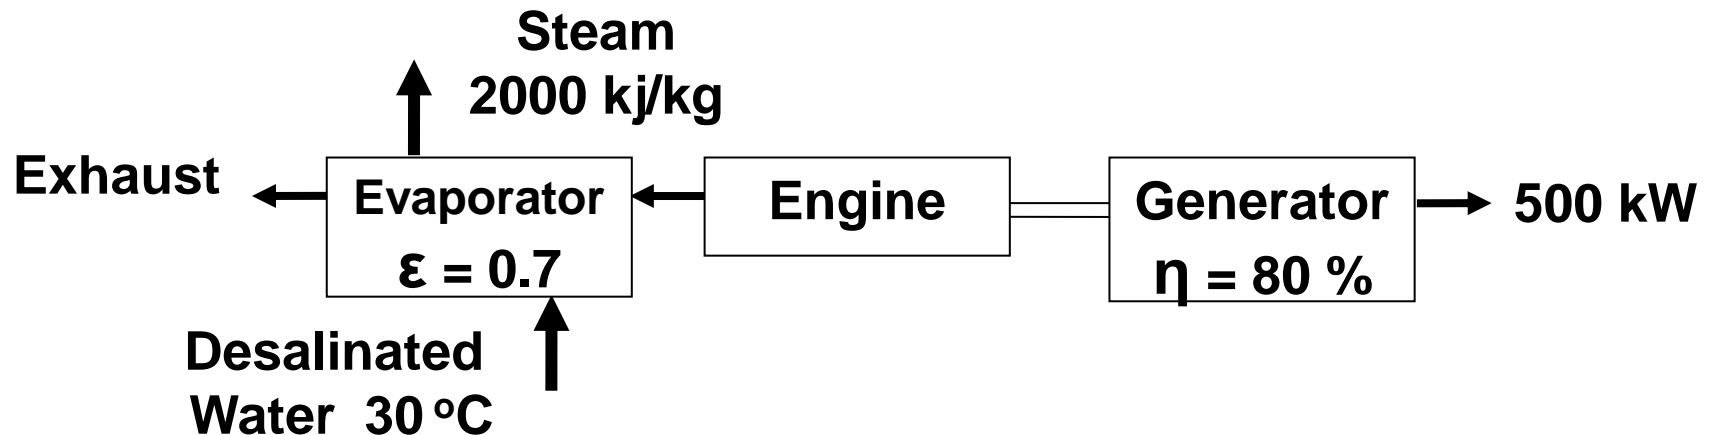 Steam
2000 kj/kg
Exhaust
Evaporator
ε = 0.7
Engine
Generator
η = 80 %
500 kW
Desalinated
Water 30 ºC